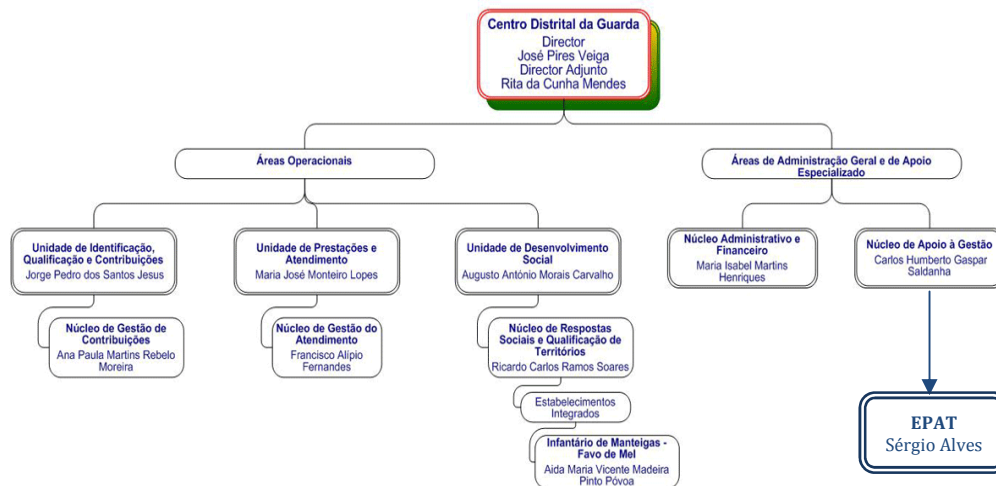 Centro Distrital da Guarda
Director
José Pires Veiga
Director Adjunto
Rita da Cunha Mendes
Áreas Operacionais
Áreas de Administração Geral e de Apoio
Especializado
Unidade de Identificação,
Qualificação e Contribuições
Jorge Pedro dos Santos Jesus
Unidade de Prestações e
Atendimento
Maria José Monteiro Lopes
Unidade de Desenvolvimento
Social
Augusto António Morais Carvalho
Núcleo Administrativo e
Financeiro
Maria Isabel Martins
Henriques
Núcleo de Apoio à Gestão
Carlos Humberto Gaspar
Saldanha
Núcleo de Gestão de
Contribuições
Ana Paula Martins Rebelo
Moreira
Núcleo de Gestão do
Atendimento
Francisco Alípio
Fernandes
Núcleo de Respostas
Sociais e Qualificação de
Territórios
Ricardo Carlos Ramos Soares
Estabelecimentos
Integrados
Infantário de Manteigas -
Favo de Mel
Aida Maria Vicente Madeira
Pinto Póvoa
EPAT
Sérgio Alves